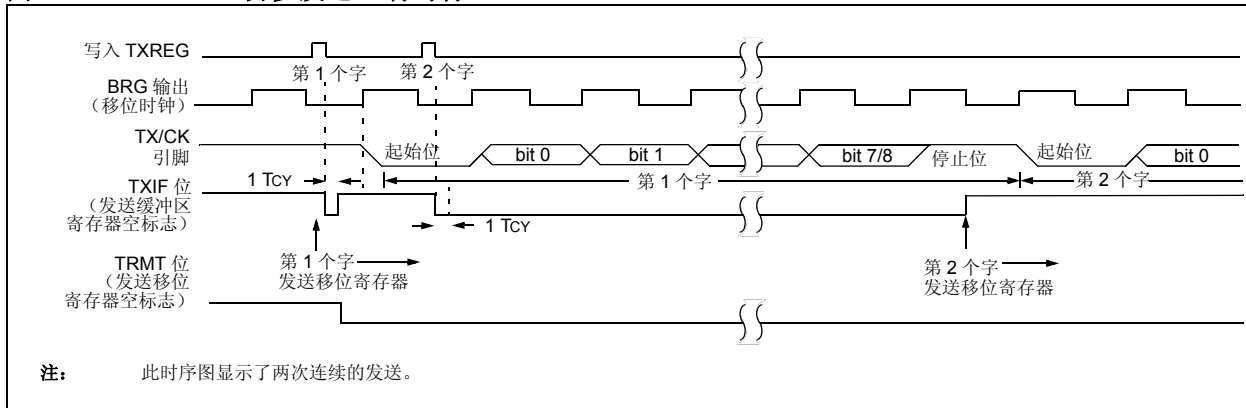 写入 TXREG
第 1 个字
第 2 个字
BRG 输出
（移位时钟）
TX/CK
引脚
起始位
bit 0
bit 1
bit 7/8
停止位
起始位
bit 0
1 TCY
第 1 个字
第 2 个字
TXIF 位
（发送缓冲区
寄存器空标志）
1 TCY
TRMT 位
（发送移位
寄存器空标志）
第 1 个字
发送移位寄存器
第 2 个字
发送移位寄存器
注： 此时序图显示了两次连续的发送。